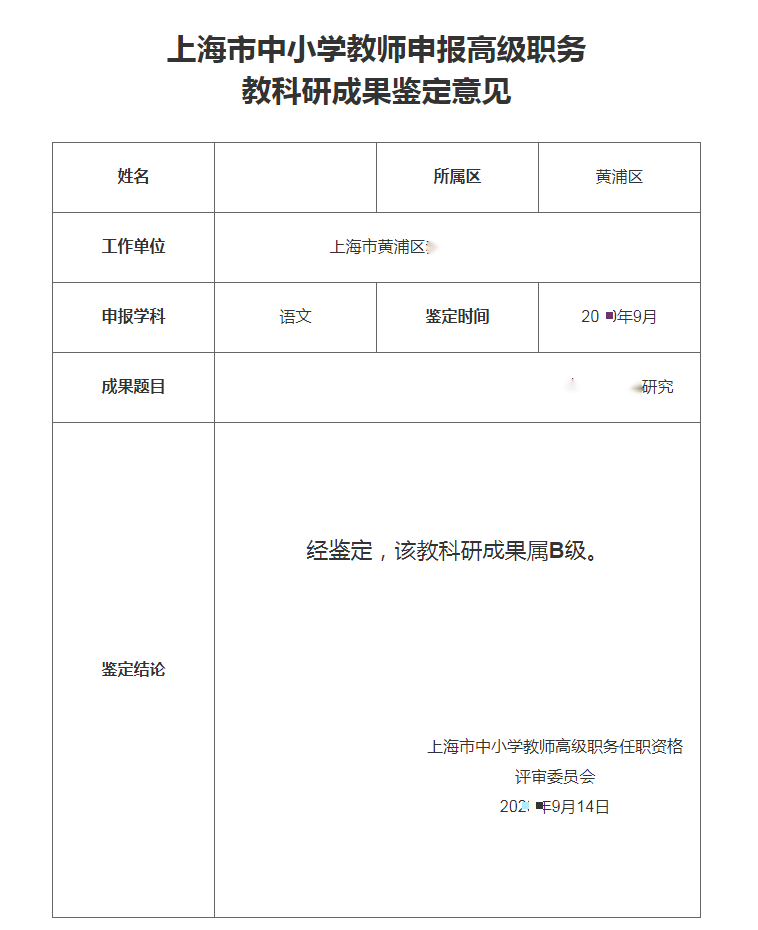 上海市中小学教师申报高级职务
教科研成果鉴定意见
姓名 所属区 黄浦区
工作单位 上海市黄浦区
申报学科 语文 鉴定时间 20 年9月
成果题目 研究
经鉴定，该教科研成果属B级。
鉴定结论
上海市中小学教师高级职务任职资格
评审委员会
202 年9月14日